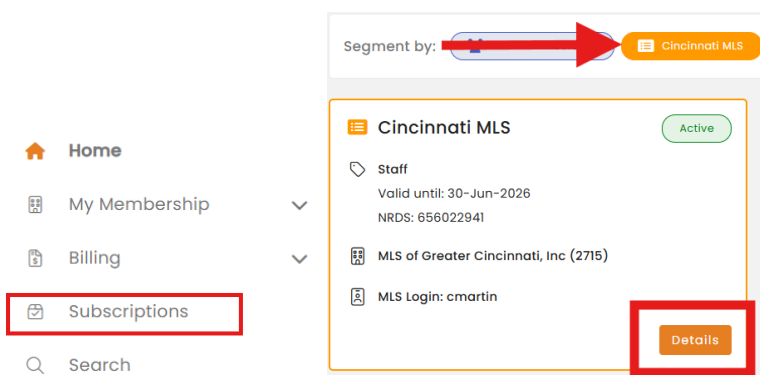 Home
My Membership
Billing
Subscriptions
Search
Segment by:
Cincinnati MLS
Cincinnati MLS
Active
Staff
Valid until: 30-Jun-2026
NRDS: 656022941
MLS of Greater Cincinnati, Inc (2715)
MLS Login: cmartin
Details